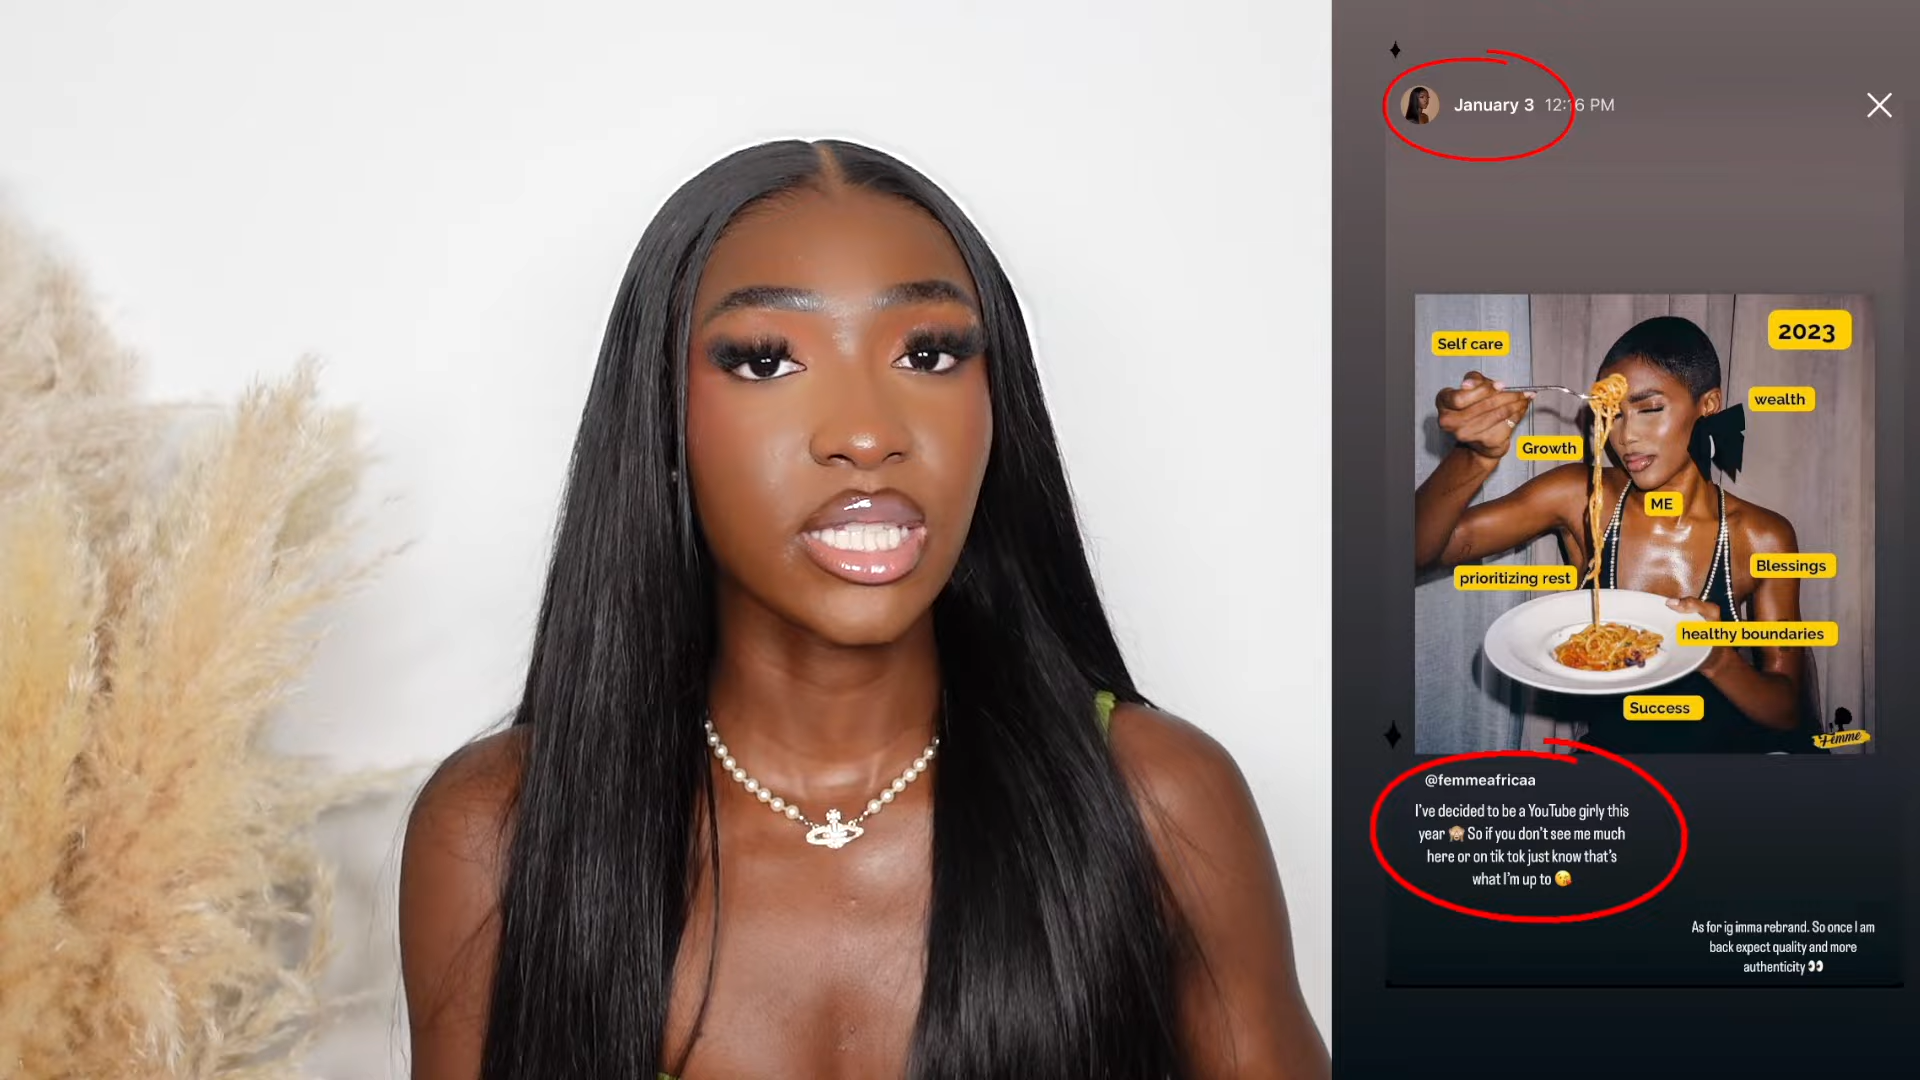 January 3 12:16 PM
2023
Self care
wealth
Growth
ME
Blessings
prioritizing rest
healthy boundaries
Success
Femme
@femmeafricaa
I've decided to be a YouTube girly this
year 🙈 So if you don't see me much
here or on tik tok just know that's
what I'm up to 😘
As for ig imma rebrand. So once I am
back expect quality and more
authenticity 👀